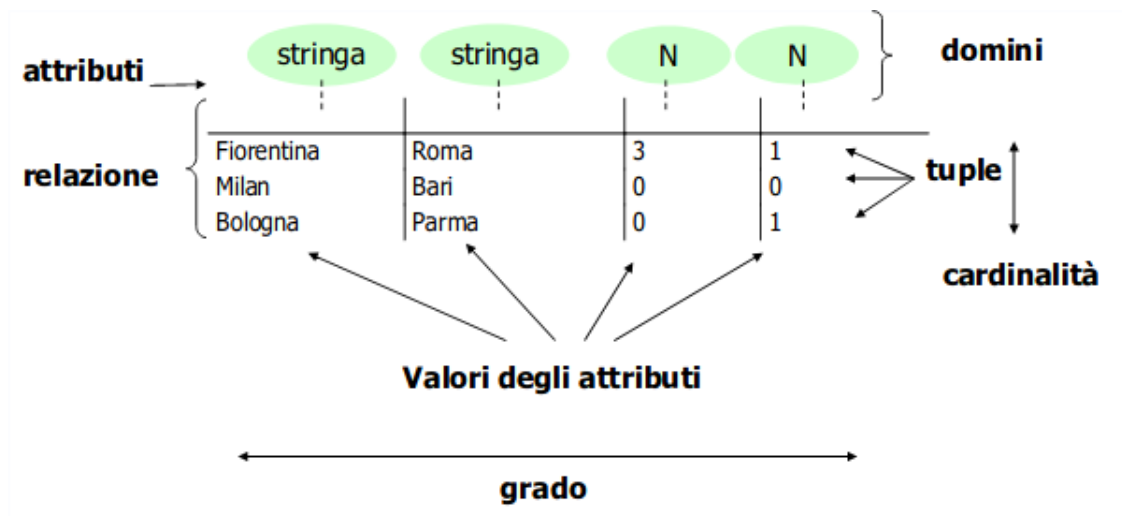 stringa stringa N N
domini
attributi
relazione
Fiorentina Roma 3 1
Milan Bari 0 0
Bologna Parma 0 1
tuple
cardinalità
Valori degli attributi
grado